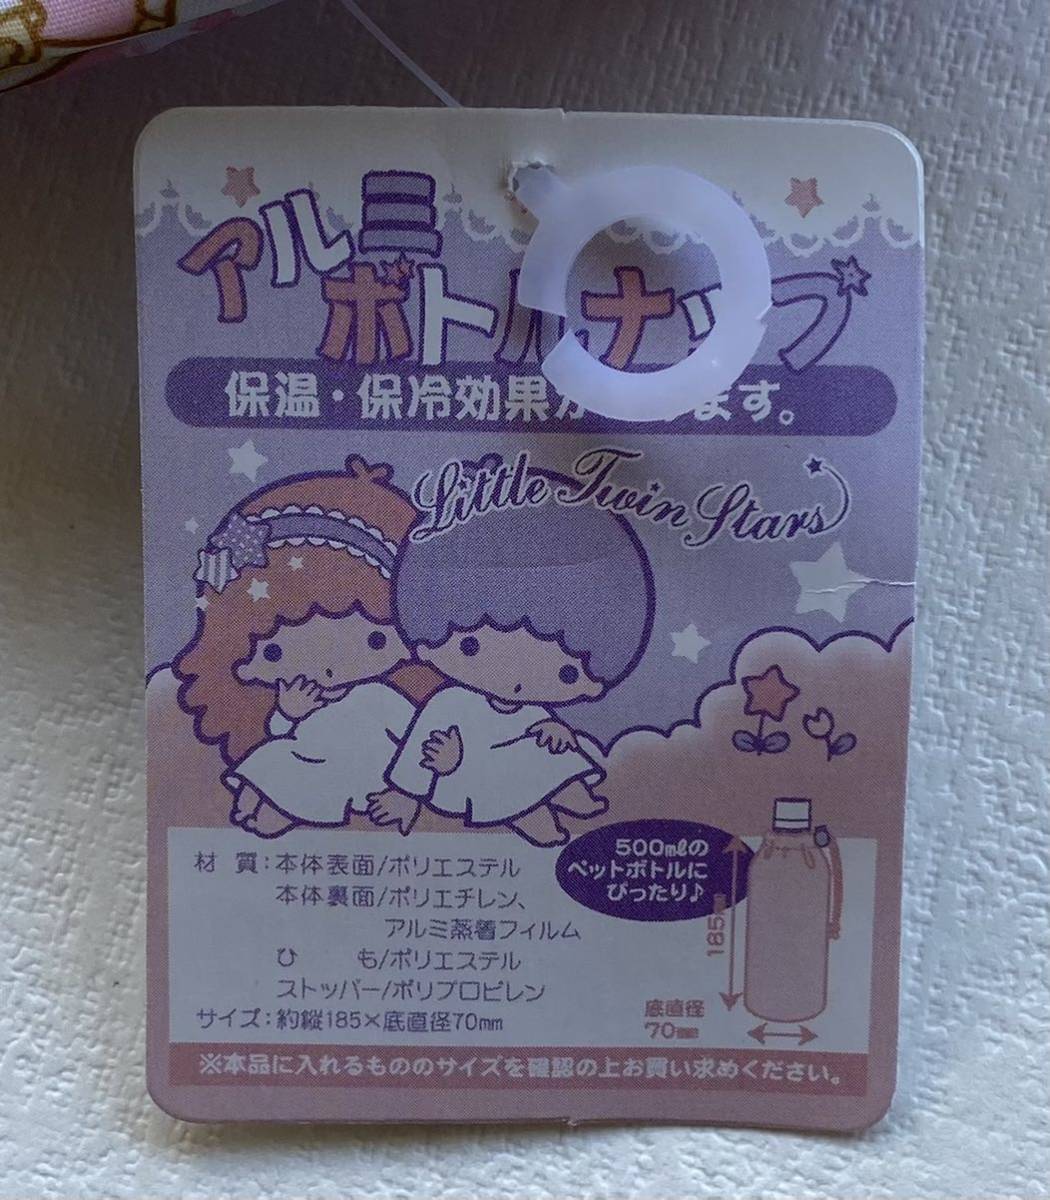 アルミ
ボトルナップ
保温・保冷効果が　　ます。
Little Twin Stars
500mlの
ペットボトルに
ぴったり♪
材 質：本体表面/ポリエステル
本体裏面/ポリエチレン、
アルミ蒸着フィルム
ひ も/ポリエステル
ストッパー/ポリプロピレン
サイズ：約縦185×底直径70mm
185mm
底直径
70mm
※本品に入れるもののサイズを確認の上お買い求めください。